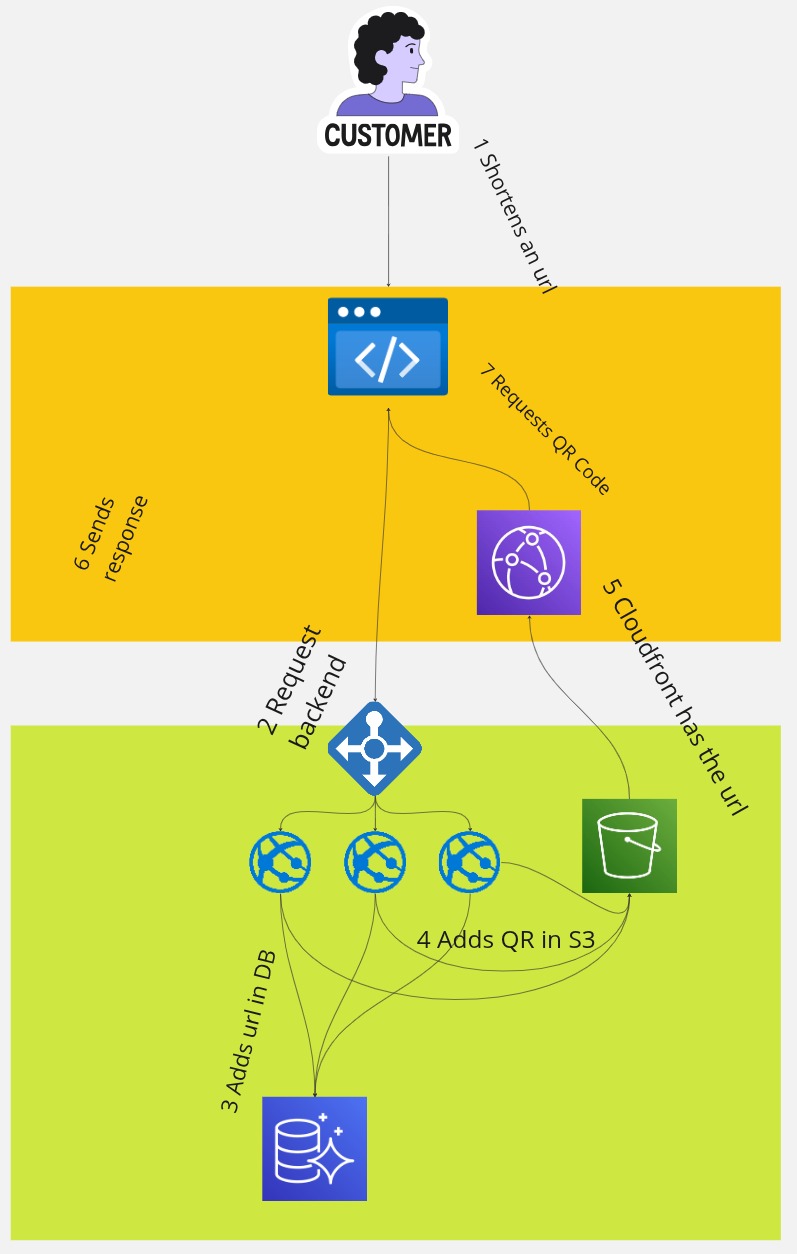 CUSTOMER
1 Shortens an url
</>
7 Requests QR Code
6 Sends
response
5 Cloudfront has the url
2 Request
backend
4 Adds QR in S3
3 Adds url in DB